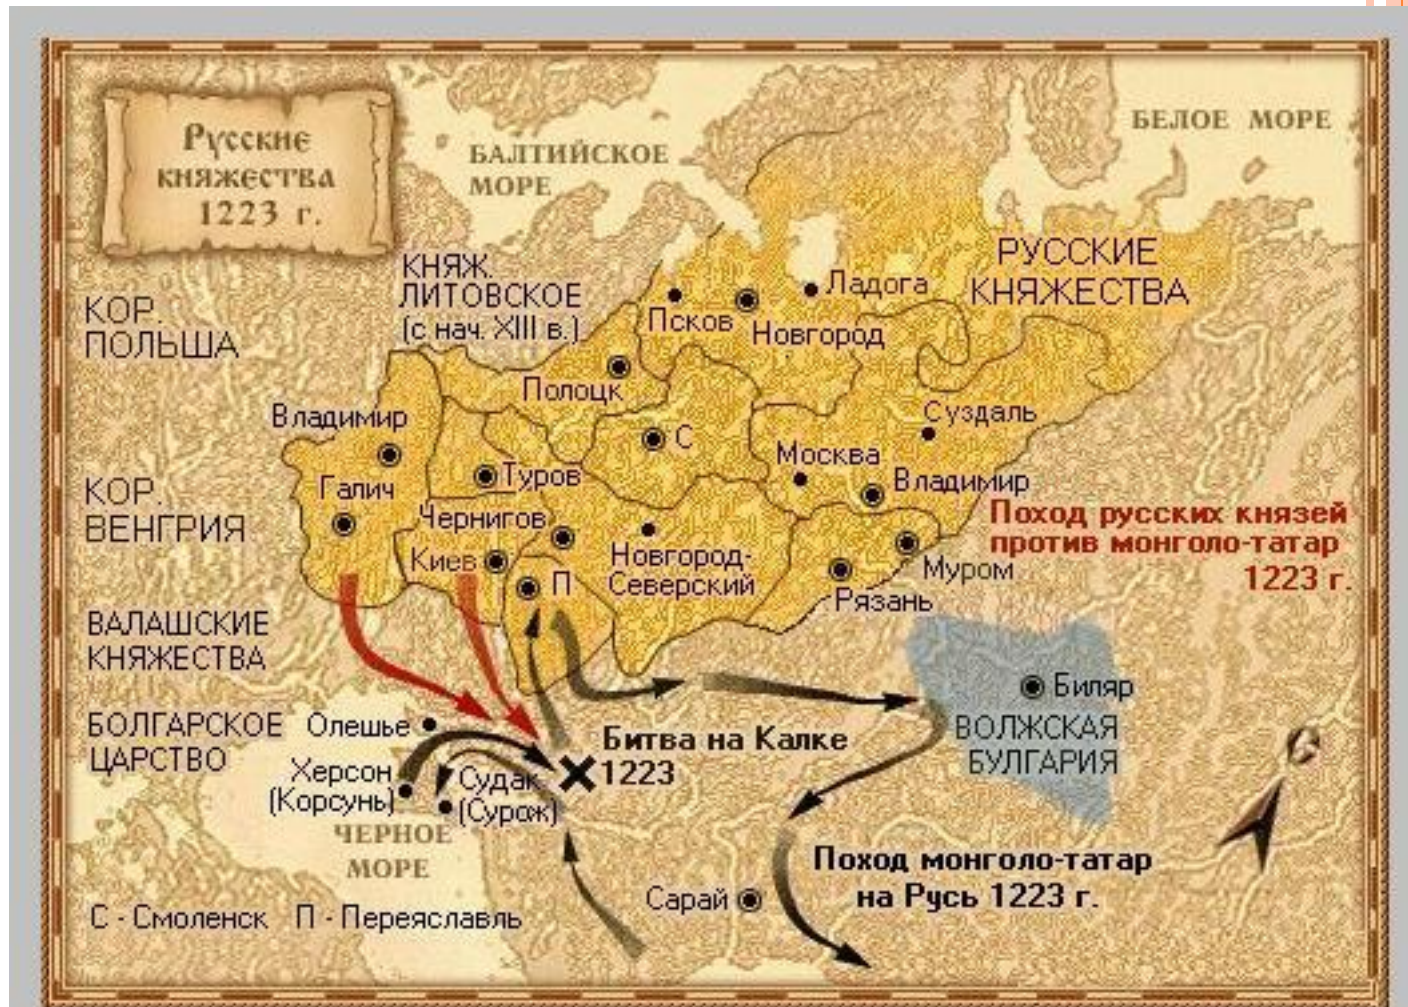 Русские
княжества
1223 г.
БАЛТИЙСКОЕ
МОРЕ
БЕЛОЕ МОРЕ
КНЯЖ.
ЛИТОВСКОЕ
(с нач. XIII в.)
РУССКИЕ
КНЯЖЕСТВА
КОР.
ПОЛЬША
Ладога
Псков
Новгород
Полоцк
Владимир
Суздаль
С
Москва
Туров
Галич
Владимир
КОР.
ВЕНГРИЯ
Чернигов
Поход русских князей
против монголо-татар
1223 г.
Киев
П
Новгород-
Северский
Муром
Рязань
ВАЛАШСКИЕ
КНЯЖЕСТВА
Биляр
БОЛГАРСКОЕ
ЦАРСТВО
Олешье
ВОЛЖСКАЯ
БУЛГАРИЯ
Битва на Калке
1223
Херсон
(Корсунь)
Судак
(Сурож)
ЧЕРНОЕ
МОРЕ
Поход монголо-татар
на Русь 1223 г.
Сарай
С - Смоленск П - Переяславль